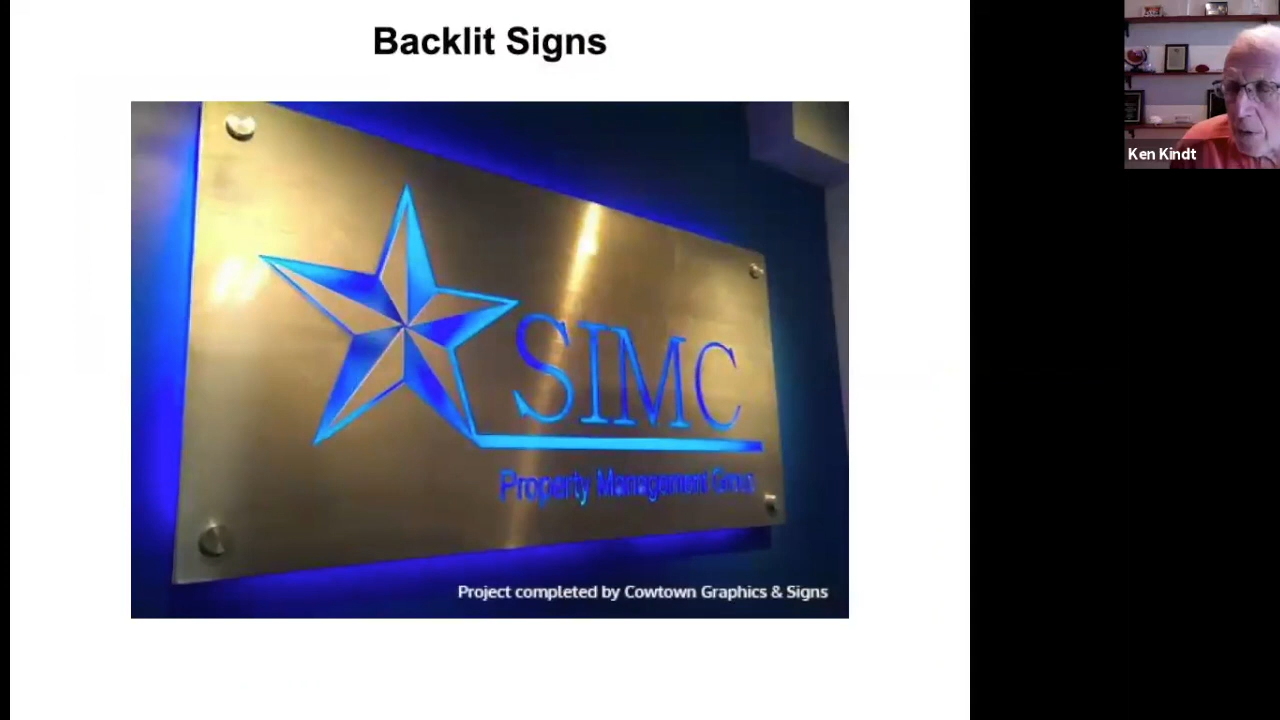 Backlit Signs
SIMC
Property Management Group
Project completed by Cowtown Graphics & Signs
Ken Kindt